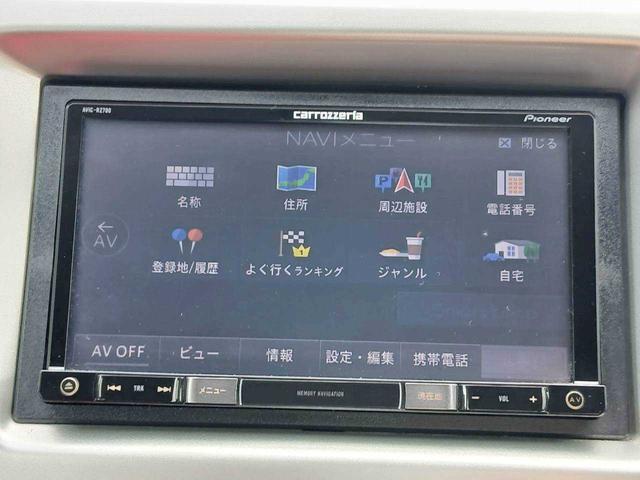 AVIC-RZ700
carrozzeria
Pioneer
NAVIメニュー
閉じる
名称
住所
周辺施設
電話番号
← AV
登録地/履歴
よく行くランキング
ジャンル
自宅
AV OFF
ビュー
情報
設定・編集
携帯電話
TRK
メニュー
MEMORY NAVIGATION
現在地
− VOL +
AV